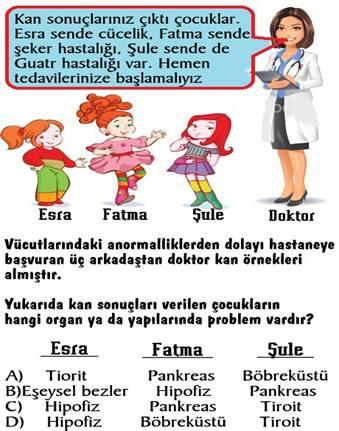 Kan sonuçlarınız çıktı çocuklar.
Esra sende cücelik, Fatma sende
şeker hastalığı, Şule sende de
Guatr hastalığı var. Hemen
tedavilerinize başlamalıyız
Esra Fatma Şule Doktor
Vücutlarındaki anormalliklerden dolayı hastaneye
başvuran üç arkadaştan doktor kan örnekleri
almıştır.
Yukarıda kan sonuçları verilen çocukların
hangi organ ya da yapılarında problem vardır?
Esra Fatma Şule
A) Tiorit Pankreas Böbreküstü
B)Eşeysel bezler Hipofiz Pankreas
C) Hipofiz Pankreas Tiroit
D) Hipofiz Böbreküstü Tiroit